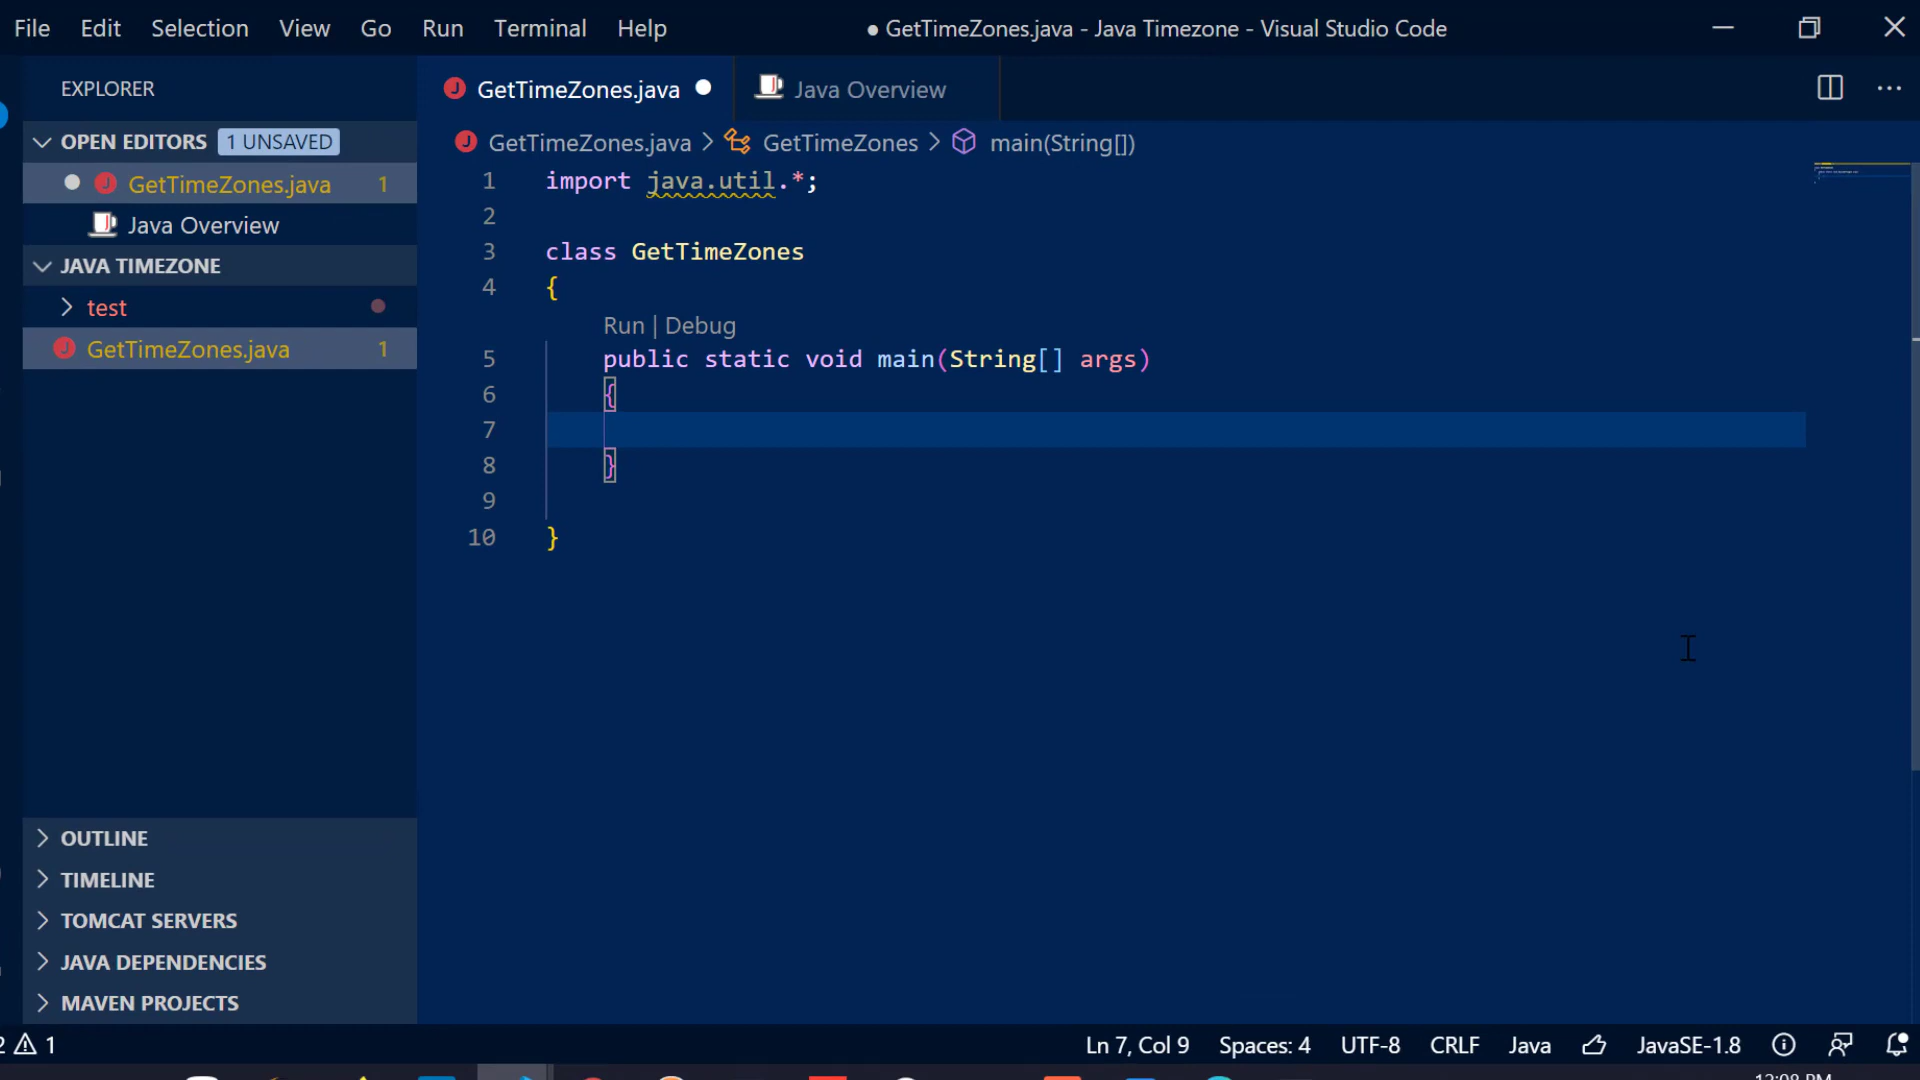 File Edit Selection View Go Run Terminal Help ● GetTimeZones.java - Java Timezone - Visual Studio Code
EXPLORER
OPEN EDITORS 1 UNSAVED
GetTimeZones.java 1
Java Overview
JAVA TIMEZONE
test
GetTimeZones.java 1
OUTLINE
TIMELINE
TOMCAT SERVERS
JAVA DEPENDENCIES
MAVEN PROJECTS
GetTimeZones.java Java Overview
GetTimeZones.java > GetTimeZones > main(String[])
1 import java.util.*;
2
3 class GetTimeZones
4 {
Run | Debug
5 public static void main(String[] args)
6 {
7
8 }
9
10 }
2 1 Ln 7, Col 9 Spaces: 4 UTF-8 CRLF Java JavaSE-1.8